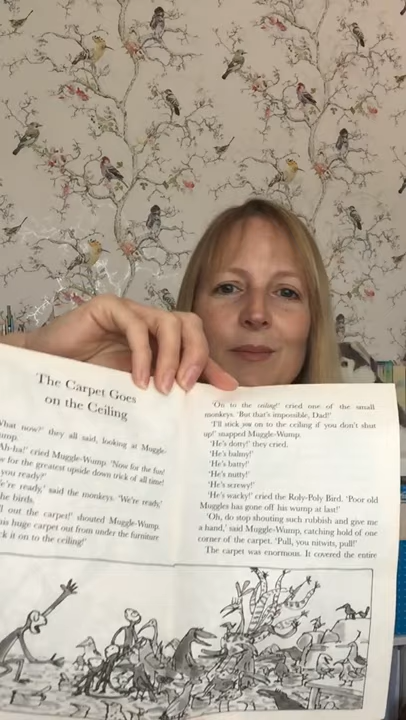 The Carpet Goes
on the Ceiling
What now?' they all said, looking at Muggle-
ump.
Ah-ha!' cried Muggle-Wump. 'Now for the fun!
w for the greatest upside down trick of all time!
you ready?'
e're ready,' said the monkeys. 'We're ready,'
he birds.
l out the carpet!' shouted Muggle-Wump.
his huge carpet out from under the furniture
ck it on to the ceiling!'
'On to the ceiling!' cried one of the small
monkeys. 'But that's impossible, Dad!'
'I'll stick you on to the ceiling if you don't shut
up!' snapped Muggle-Wump.
'He's dotty!' they cried.
'He's balmy!'
'He's batty!'
'He's nutty!'
'He's screwy!'
'He's wacky!' cried the Roly-Poly Bird. 'Poor old
Muggles has gone off his wump at last!'
'Oh, do stop shouting such rubbish and give me
a hand,' said Muggle-Wump, catching hold of one
corner of the carpet. 'Pull, you nitwits, pull!'
The carpet was enormous. It covered the entire